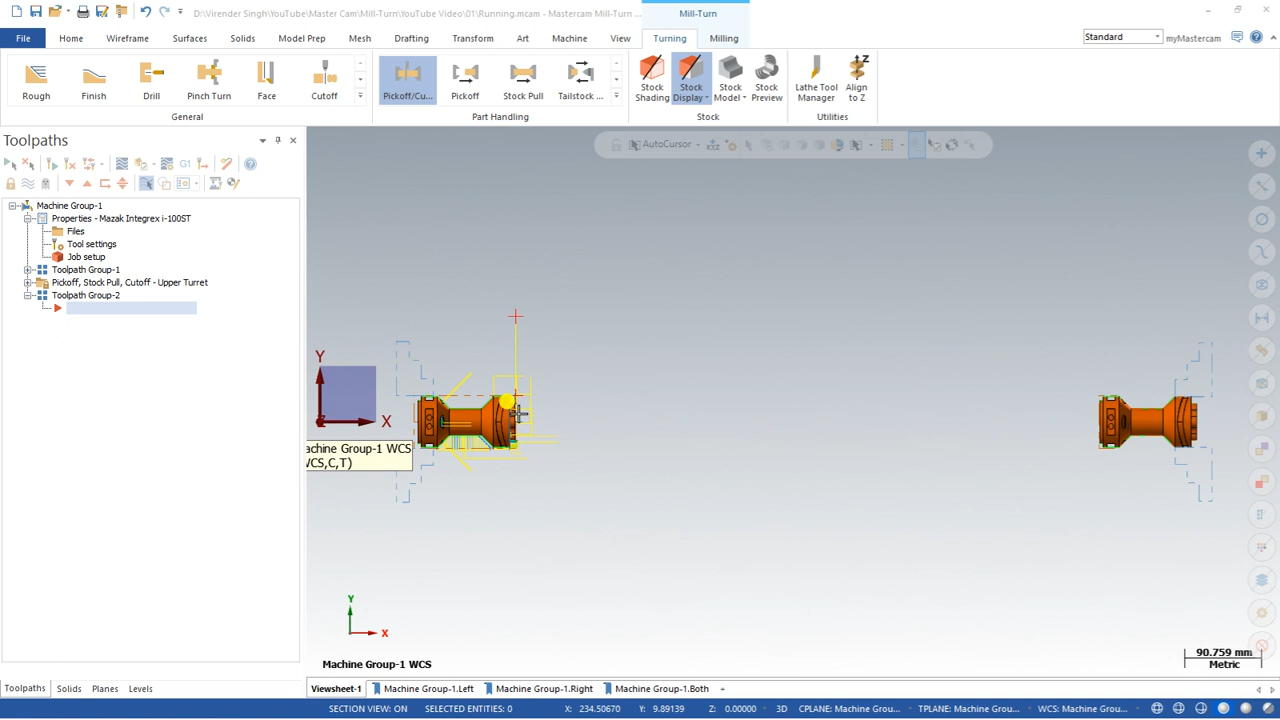 D:\Virender Singh\YouTube\Master Cam\Mill-Turn\YouTube Video\01\Running.mcam - Mastercam Mill-Turn ...
Mill-Turn
File Home Wireframe Surfaces Solids Model Prep Mesh Drafting Transform Art Machine View Turning Milling
Standard
myMastercam
Rough
Finish
Drill
Pinch Turn
Face
Cutoff
Pickoff/Cu...
Pickoff
Stock Pull
Tailstock ...
Stock Shading
Stock Display
Stock Model
Stock Preview
Lathe Tool Manager
Align to Z
General
Part Handling
Stock
Utilities
Toolpaths
G1
AutoCursor
Machine Group-1
Properties - Mazak Integrex i-100ST
Files
Tool settings
Job setup
Toolpath Group-1
Pickoff, Stock Pull, Cutoff - Upper Turret
Toolpath Group-2
Y
X
Z
achine Group-1 WCS
WCS,C,T)
Y
X
Machine Group-1 WCS
90.759 mm
Metric
Toolpaths Solids Planes Levels
Viewsheet-1 Machine Group-1.Left Machine Group-1.Right Machine Group-1.Both +
SECTION VIEW: ON SELECTED ENTITIES: 0 X: 234.50670 Y: 9.89139 Z: 0.00000 3D CPLANE: Machine Grou... TPLANE: Machine Grou... WCS: Machine Grou...